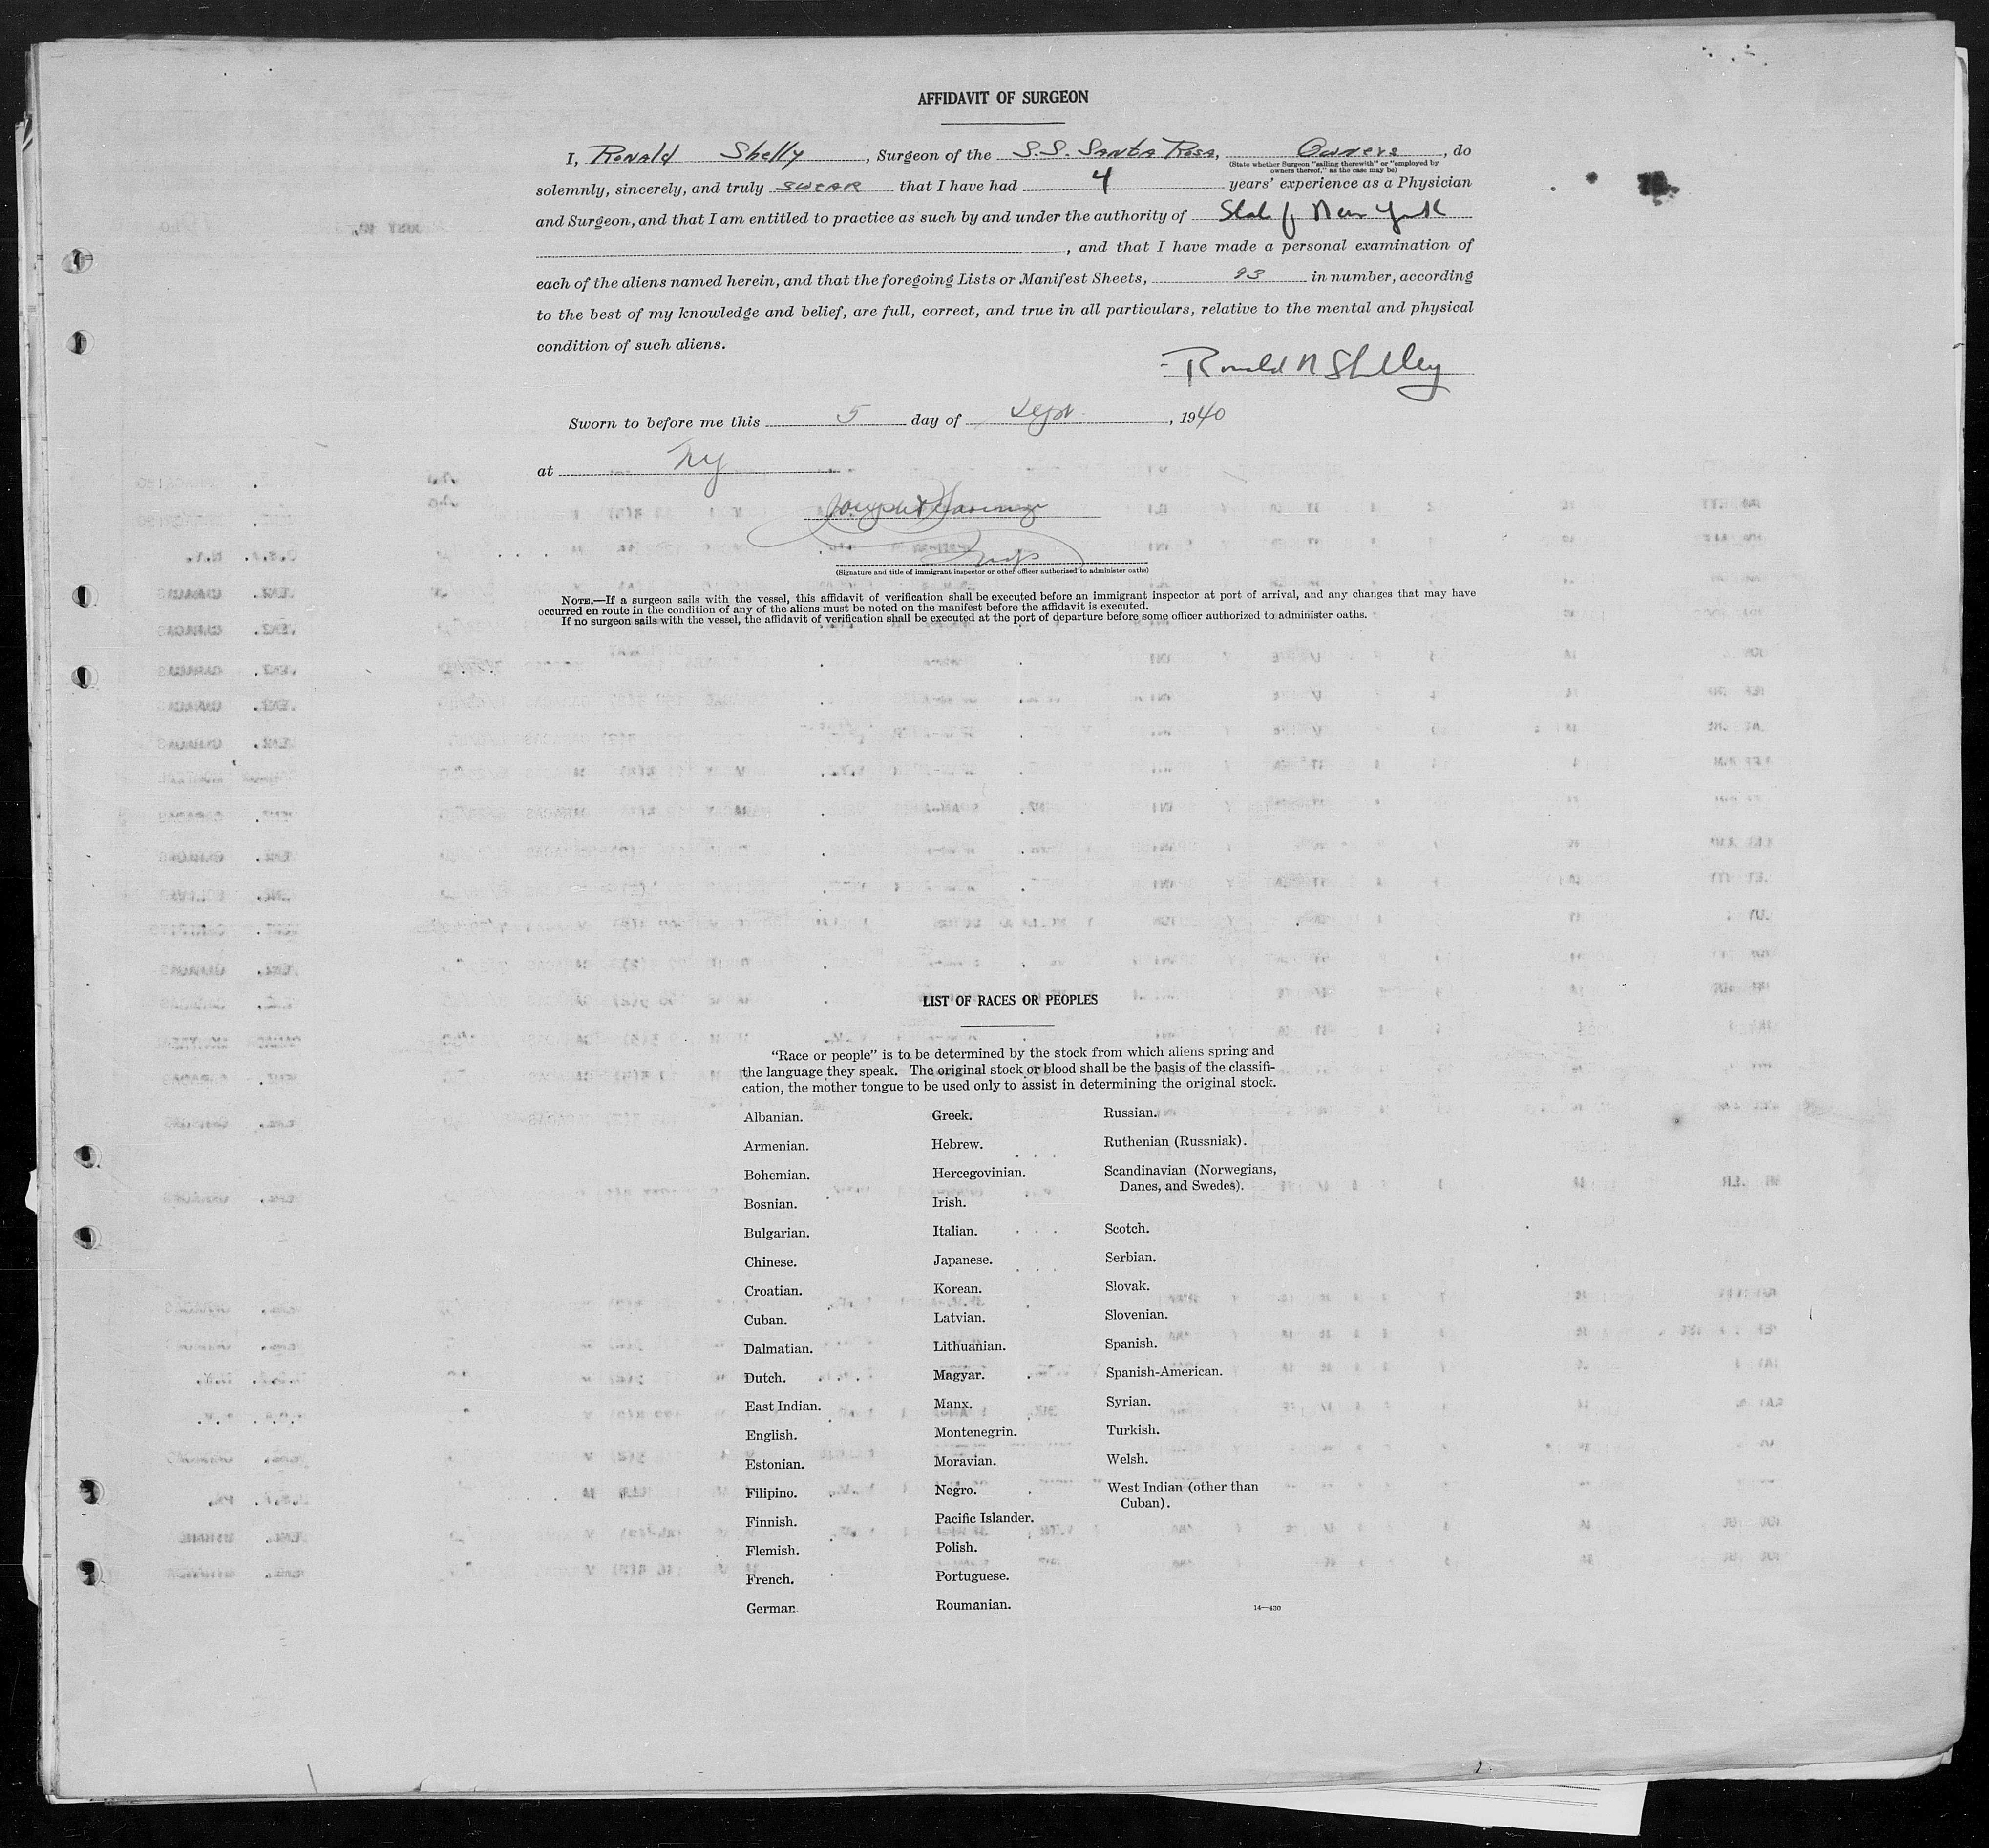 AFFIDAVIT OF SURGEON
I, Ronald Shelly, Surgeon of the S.S. Santa Rosa, Owners, do
(State whether Surgeon "sailing therewith" or "employed by
owners thereof," as the case may be)
solemnly, sincerely, and truly swear that I have had 4 years' experience as a Physician
and Surgeon, and that I am entitled to practice as such by and under the authority of State of New York
, and that I have made a personal examination of
each of the aliens named herein, and that the foregoing Lists or Manifest Sheets, 93 in number, according
to the best of my knowledge and belief, are full, correct, and true in all particulars, relative to the mental and physical
condition of such aliens.
Ronald N Shelley
Sworn to before me this 5 day of Sept, 1940
at NY
Joseph
Insp
(Signature and title of immigrant inspector or other officer authorized to administer oaths)
NOTE.—If a surgeon sails with the vessel, this affidavit of verification shall be executed before an immigrant inspector at port of arrival, and any changes that may have
occurred en route in the condition of any of the aliens must be noted on the manifest before the affidavit is executed.
If no surgeon sails with the vessel, the affidavit of verification shall be executed at the port of departure before some officer authorized to administer oaths.
LIST OF RACES OR PEOPLES
"Race or people" is to be determined by the stock from which aliens spring and
the language they speak. The original stock or blood shall be the basis of the classifi-
cation, the mother tongue to be used only to assist in determining the original stock.
Albanian.
Armenian.
Bohemian.
Bosnian.
Bulgarian.
Chinese.
Croatian.
Cuban.
Dalmatian.
Dutch.
East Indian.
English.
Estonian.
Filipino.
Finnish.
Flemish.
French.
German
Greek.
Hebrew.
Hercegovinian.
Irish.
Italian.
Japanese.
Korean.
Latvian.
Lithuanian.
Magyar.
Manx.
Montenegrin.
Moravian.
Negro.
Pacific Islander.
Polish.
Portuguese.
Roumanian.
Russian.
Ruthenian (Russniak).
Scandinavian (Norwegians,
Danes, and Swedes).
Scotch.
Serbian.
Slovak.
Slovenian.
Spanish.
Spanish-American.
Syrian.
Turkish.
Welsh.
West Indian (other than
Cuban).
14—430